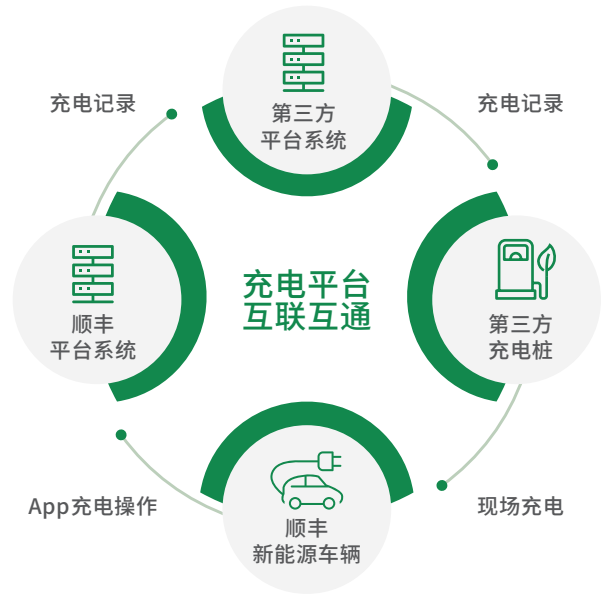 第三方
平台系统
充电记录
充电记录
充电平台
互联互通
顺丰
平台系统
第三方
充电桩
App充电操作
现场充电
顺丰
新能源车辆